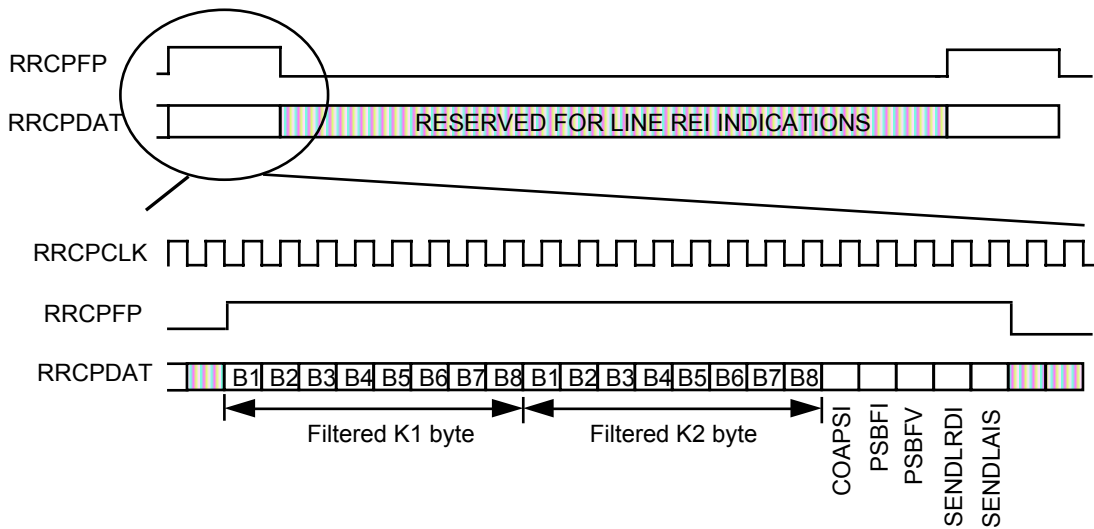 RRCPFP
RRCPDAT RESERVED FOR LINE REI INDICATIONS
RRCPCLK
RRCPFP
RRCPDAT B1 B2 B3 B4 B5 B6 B7 B8 B1 B2 B3 B4 B5 B6 B7 B8
Filtered K1 byte Filtered K2 byte
COAPSI
PSBFI
PSBFV
SENDLRDI
SENDLAIS